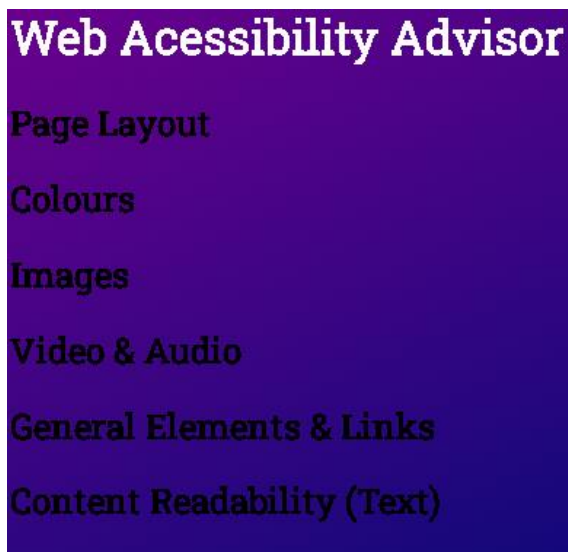 Web Acessibility Advisor
Page Layout
Colours
Images
Video & Audio
General Elements & Links
Content Readability (Text)